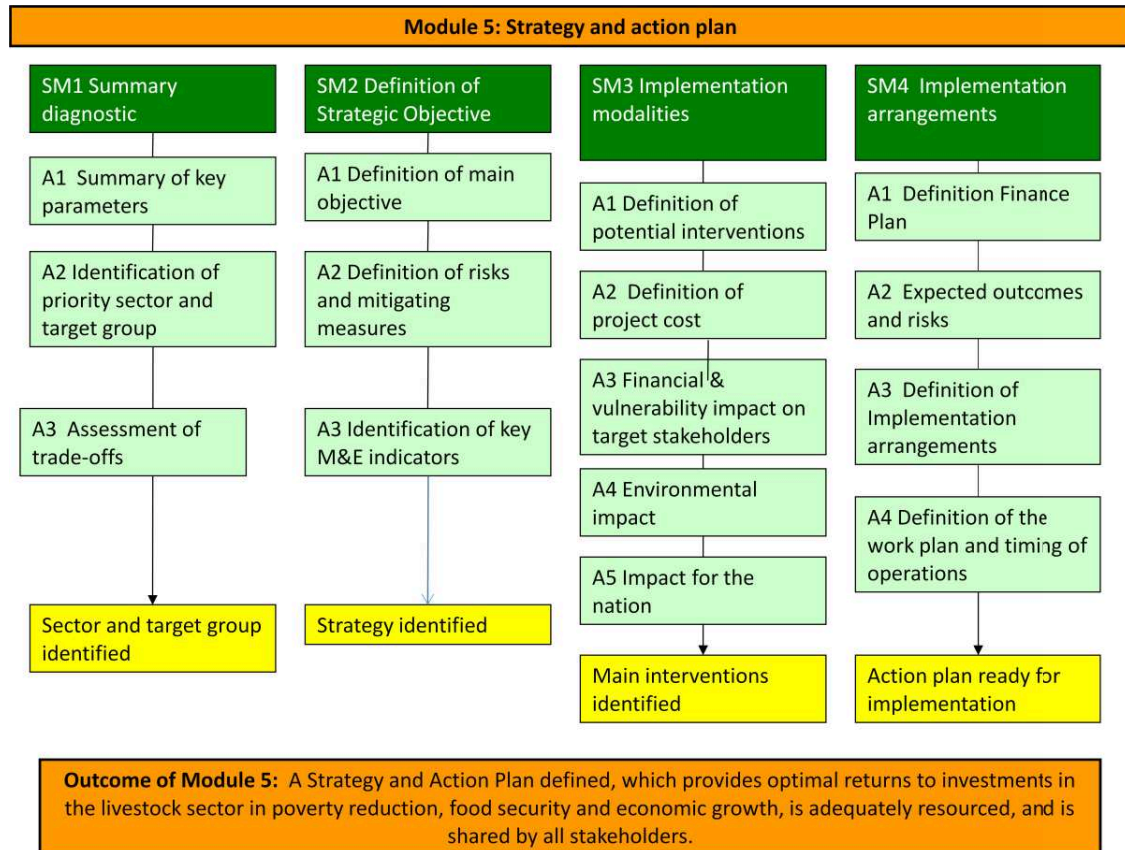 Module 5: Strategy and action plan
SM1 Summary
diagnostic
A1  Summary of key
parameters
A2 Identification of
priority sector and
target group
A3  Assessment of
trade-offs
Sector and target group
identified
SM2 Definition of
Strategic Objective
A1 Definition of main
objective
A2 Definition of risks
and mitigating
measures
A3 Identification of key
M&E indicators
Strategy identified
SM3 Implementation
modalities
A1 Definition of
potential interventions
A2  Definition of
project cost
A3 Financial &
vulnerability impact on
target stakeholders
A4 Environmental
impact
A5 Impact for the
nation
Main interventions
identified
SM4  Implementation
arrangements
A1  Definition Finance
Plan
A2  Expected outcomes
and risks
A3  Definition of
Implementation
arrangements
A4 Definition of the
work plan and timing of
operations
Action plan ready for
implementation
Outcome of Module 5:  A Strategy and Action Plan defined, which provides optimal returns to investments in
the livestock sector in poverty reduction, food security and economic growth, is adequately resourced, and is
shared by all stakeholders.